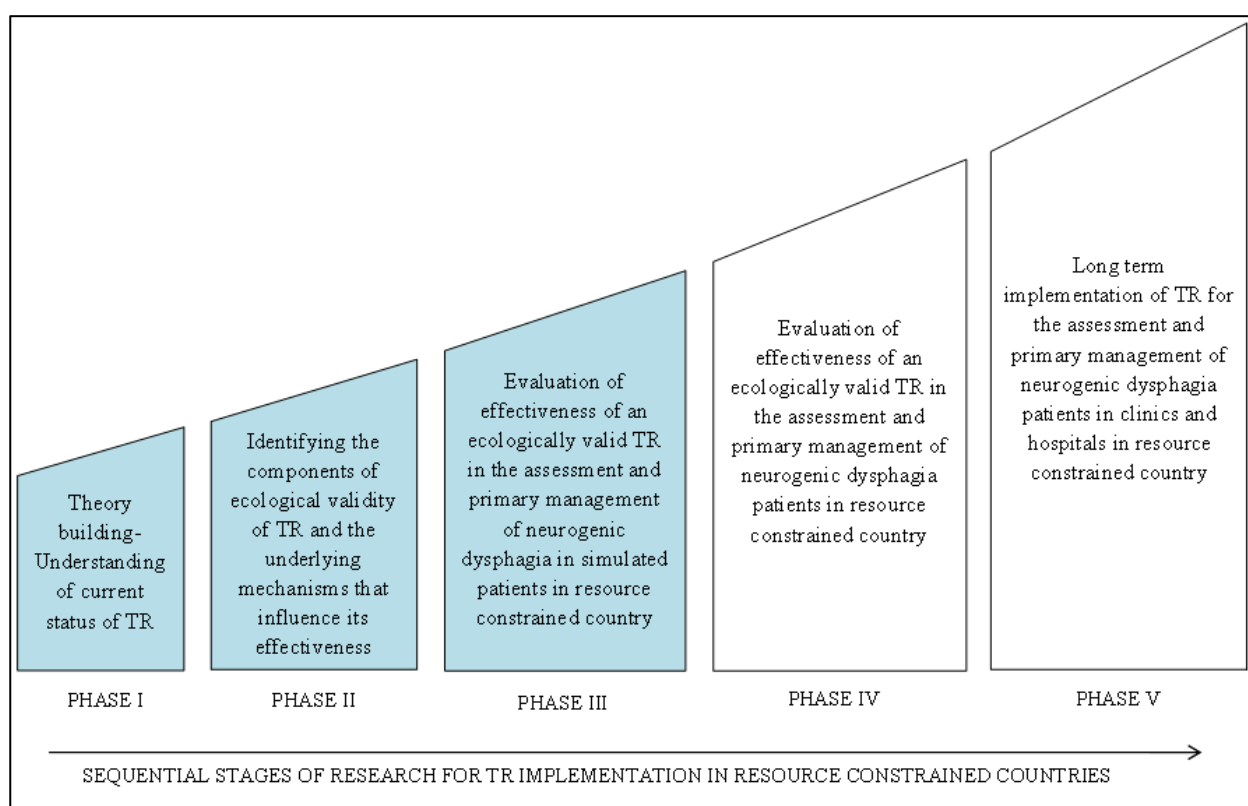 Theory
building-
Understanding
of current
status of TR
Identifying the
components of
ecological validity
of TR and the
underlying
mechanisms that
influence its
effectiveness
Evaluation of
effectiveness of an
ecologically valid TR
in the assessment and
primary management
of neurogenic
dysphagia in simulated
patients in resource
constrained country
Evaluation of
effectiveness of an
ecologically valid TR in
the assessment and
primary management of
neurogenic dysphagia
patients in resource
constrained country
Long term
implementation of TR for
the assessment and
primary management of
neurogenic dysphagia
patients in clinics and
hospitals in resource
constrained country
PHASE I
PHASE II
PHASE III
PHASE IV
PHASE V
SEQUENTIAL STAGES OF RESEARCH FOR TR IMPLEMENTATION IN RESOURCE CONSTRAINED COUNTRIES